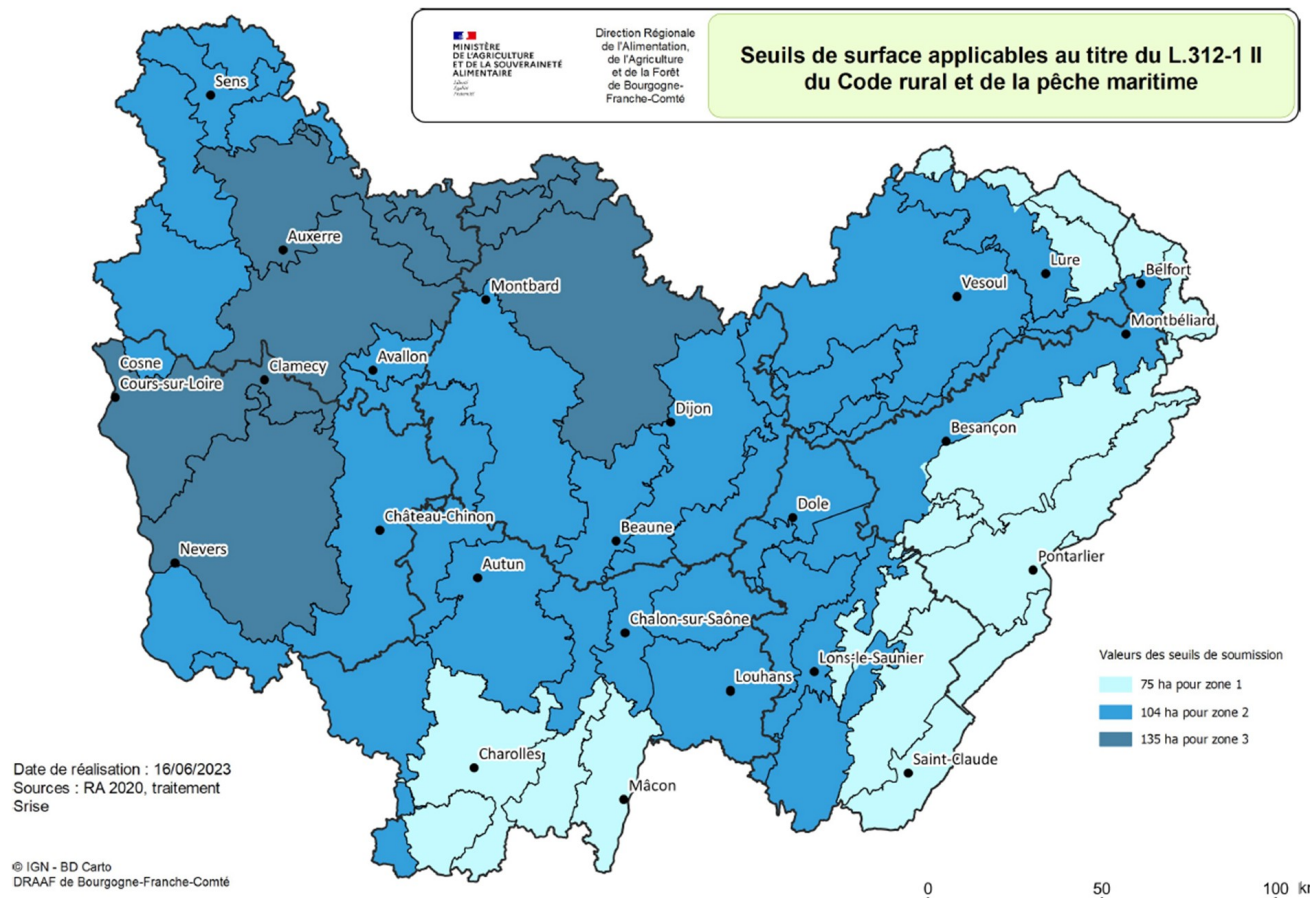 MINISTÈRE
DE L'AGRICULTURE
ET DE LA SOUVERAINETÉ
ALIMENTAIRE
Liberté
Égalité
Fraternité
Direction Régionale
de l'Alimentation,
de l'Agriculture
et de la Forêt
de Bourgogne-
Franche-Comté
Seuils de surface applicables au titre du L.312-1 II
du Code rural et de la pêche maritime
Sens
Auxerre
Montbard
Vesoul
Lure
Belfort
Montbéliard
Cosne
Cours-sur-Loire
Clamecy
Avallon
Dijon
Besançon
Château-Chinon
Beaune
Dole
Nevers
Autun
Pontarlier
Chalon-sur-Saône
Louhans
Lons-le-Saunier
Charolles
Mâcon
Saint-Claude
Valeurs des seuils de soumission
75 ha pour zone 1
104 ha pour zone 2
135 ha pour zone 3
Date de réalisation : 16/06/2023
Sources : RA 2020, traitement
Srise
© IGN - BD Carto
DRAAF de Bourgogne-Franche-Comté
0 50 100 km